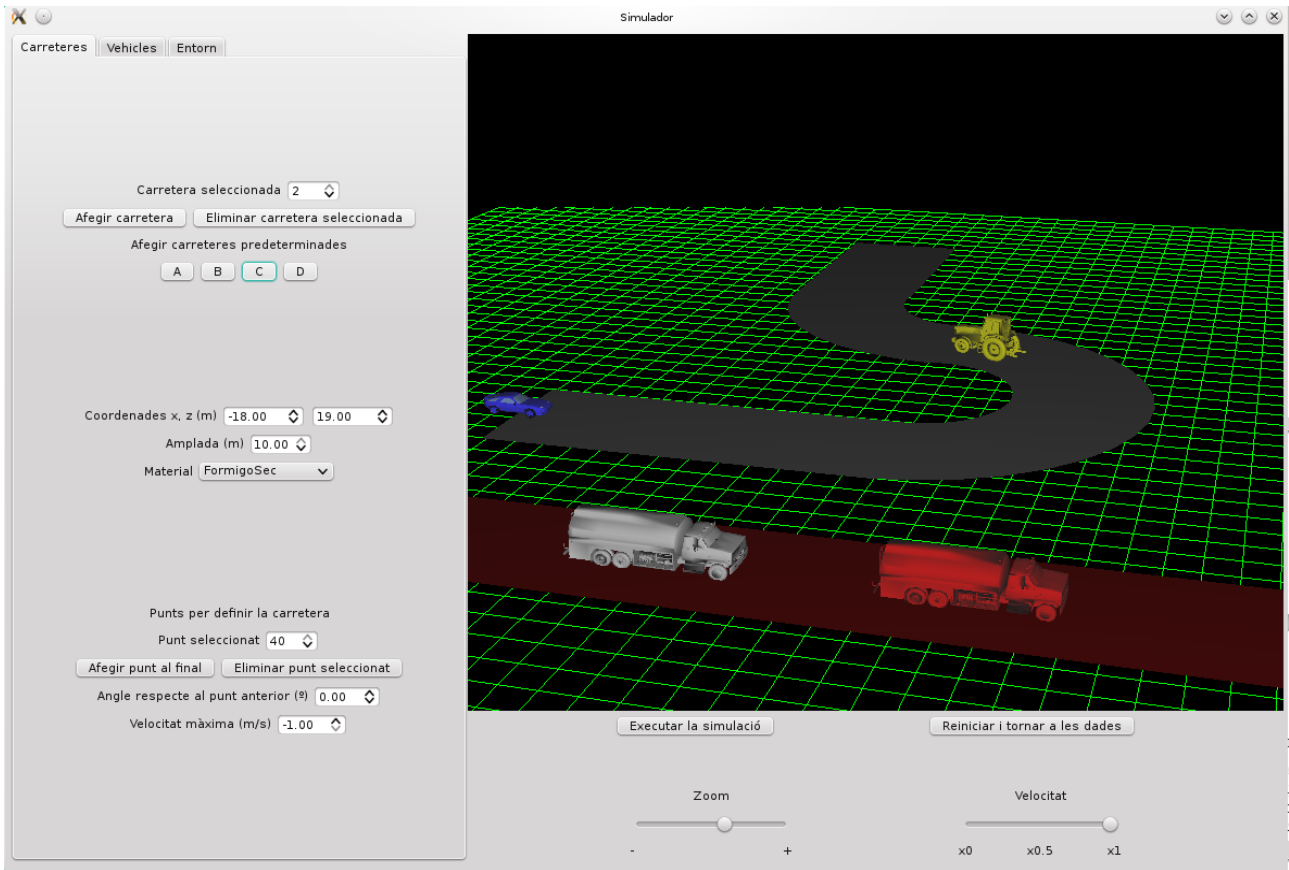 Simulador
Carreteres Vehicles Entorn
Carretera seleccionada 2
Afegir carretera Eliminar carretera seleccionada
Afegir carreteres predeterminades
A B C D
Coordenades x, z (m) -18.00 19.00
Amplada (m) 10.00
Material FormigoSec
Punts per definir la carretera
Punt seleccionat 40
Afegir punt al final Eliminar punt seleccionat
Angle respecte al punt anterior (º) 0.00
Velocitat màxima (m/s) -1.00
Executar la simulació Reiniciar i tornar a les dades
Zoom Velocitat
- + x0 x0.5 x1